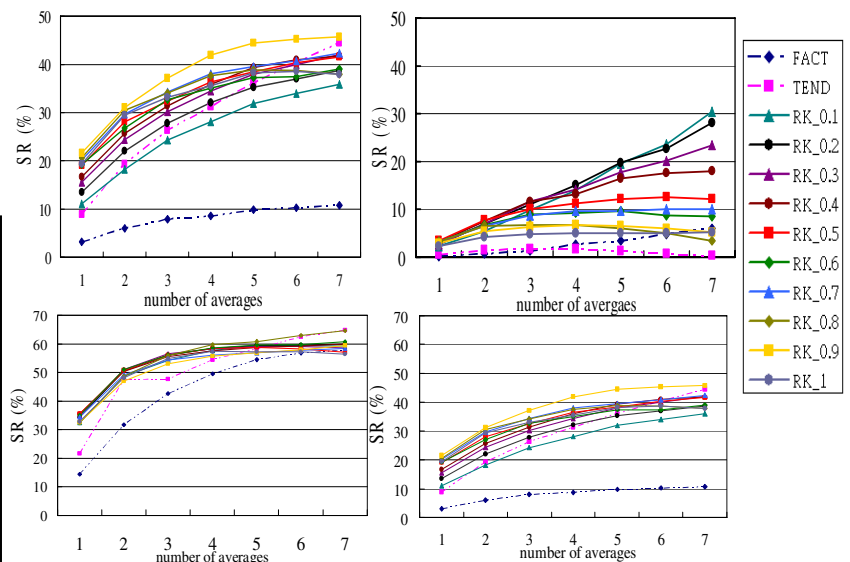 50
40
30
20
10
0
SR (%)
1 2 3 4 5 6 7
number of averages
50
40
30
20
10
0
SR (%)
1 2 3 4 5 6 7
number of avergaes
70
60
50
40
30
20
10
0
SR (%)
1 2 3 4 5 6 7
number of averages
70
60
50
40
30
20
10
0
SR (%)
1 2 3 4 5 6 7
number of averages
FACT
TEND
RK_0.1
RK_0.2
RK_0.3
RK_0.4
RK_0.5
RK_0.6
RK_0.7
RK_0.8
RK_0.9
RK_1